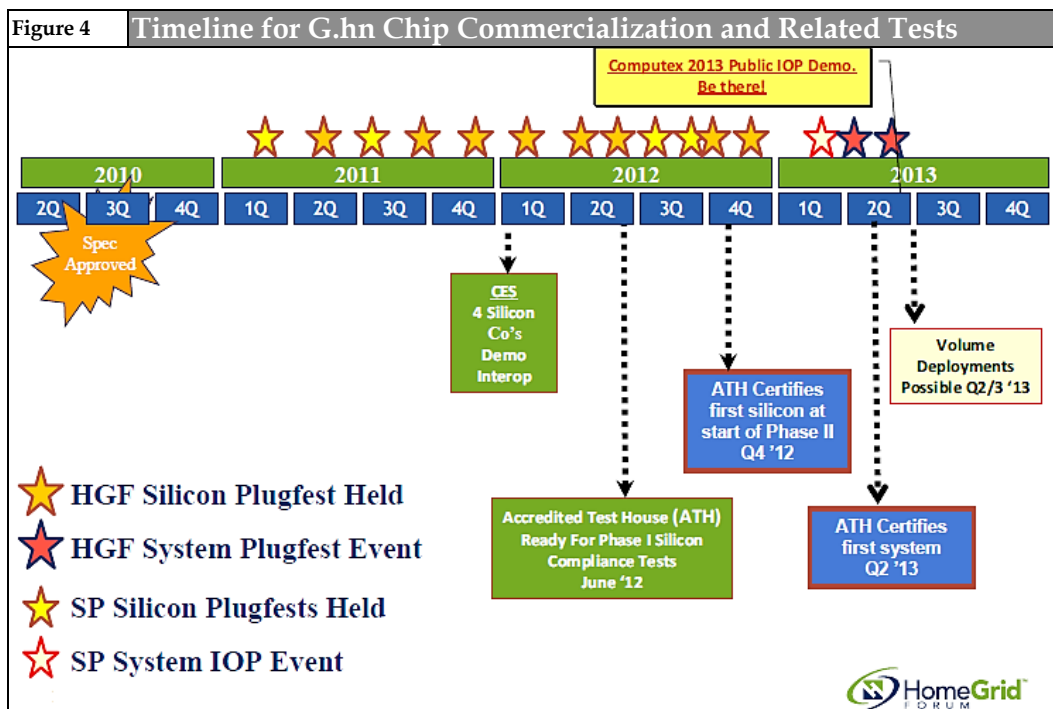 Figure 4
Timeline for G.hn Chip Commercialization and Related Tests
Computex 2013 Public IOP Demo.
Be there!
2010
2011
2012
2013
2Q
3Q
4Q
1Q
2Q
3Q
4Q
1Q
2Q
3Q
4Q
1Q
2Q
3Q
4Q
Spec
Approved
CES
4 Silicon
Co's
Demo
Interop
Volume
Deployments
Possible Q2/3 '13
ATH Certifies
first silicon at
start of Phase II
Q4 '12
Accredited Test House (ATH)
Ready For Phase I Silicon
Compliance Tests
June '12
ATH Certifies
first system
Q2 '13
HGF Silicon Plugfest Held
HGF System Plugfest Event
SP Silicon Plugfests Held
SP System IOP Event
HomeGrid™
FORUM